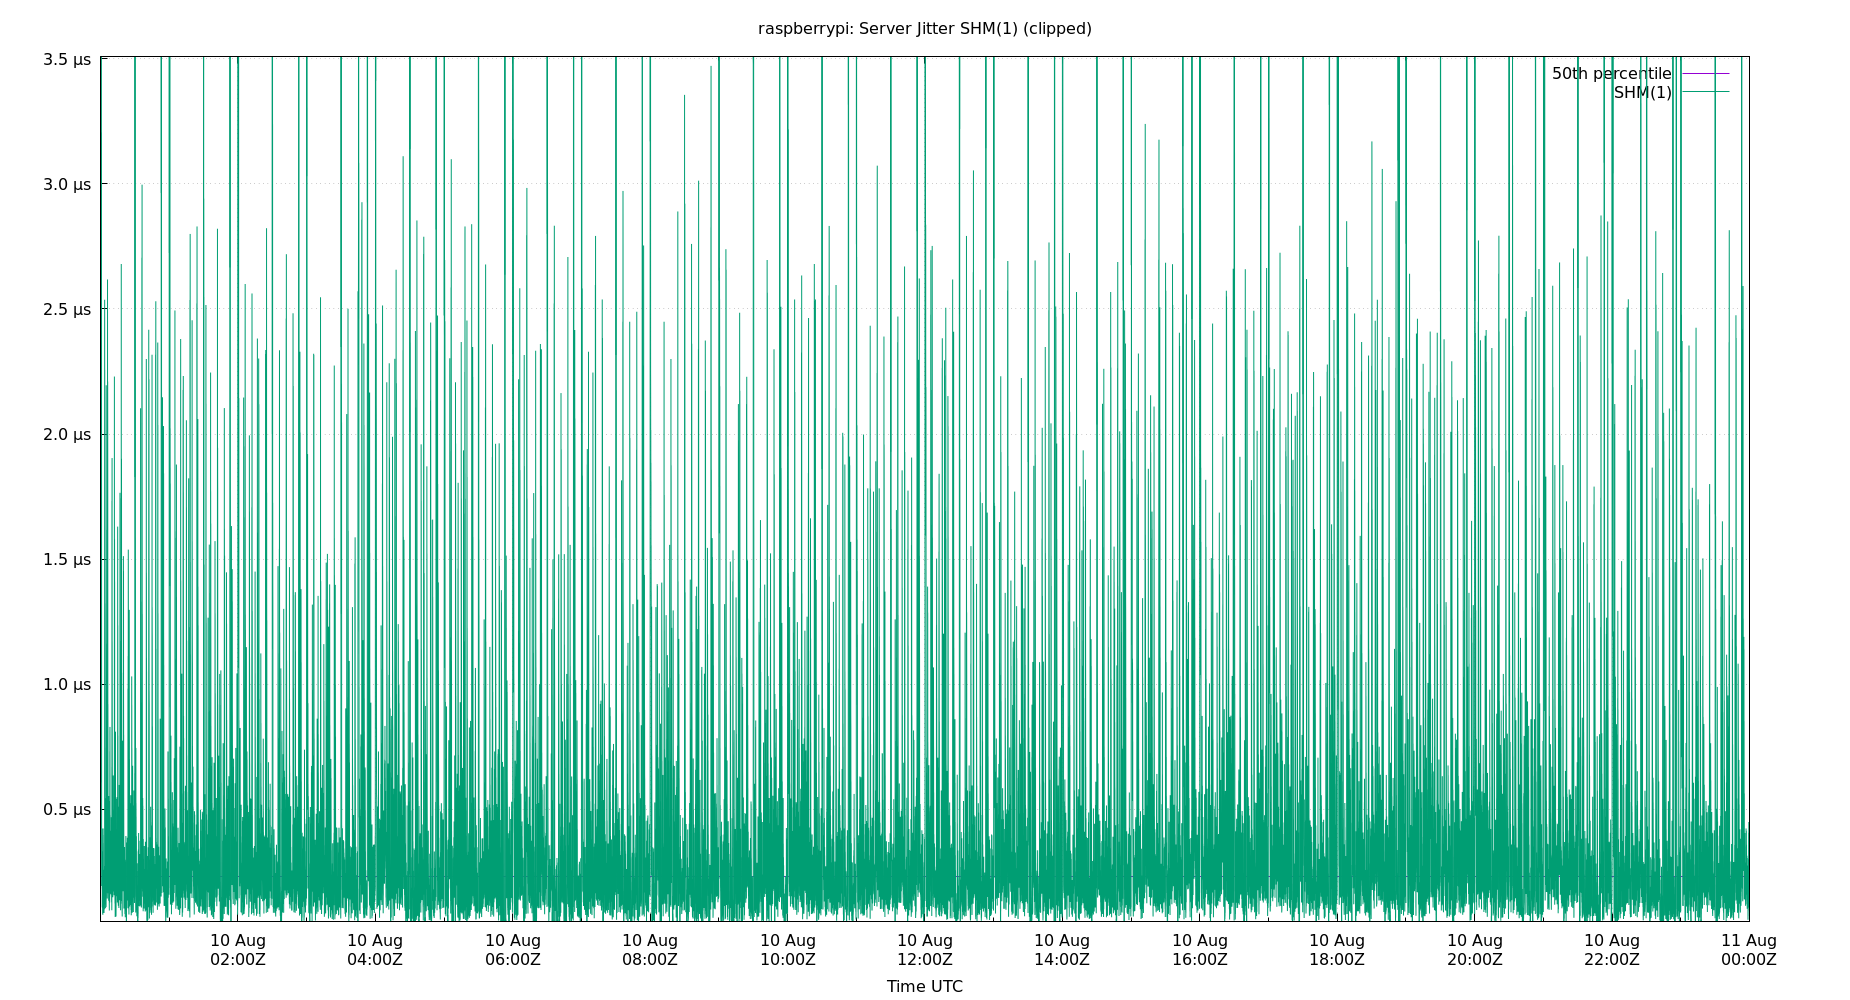 raspberrypi: Server Jitter SHM(1) (clipped)
3.5 µs
3.0 µs
2.5 µs
2.0 µs
1.5 µs
1.0 µs
0.5 µs
50th percentile
SHM(1)
10 Aug 10 Aug 10 Aug 10 Aug 10 Aug 10 Aug 10 Aug 10 Aug 10 Aug 10 Aug 10 Aug 11 Aug
02:00Z 04:00Z 06:00Z 08:00Z 10:00Z 12:00Z 14:00Z 16:00Z 18:00Z 20:00Z 22:00Z 00:00Z
Time UTC